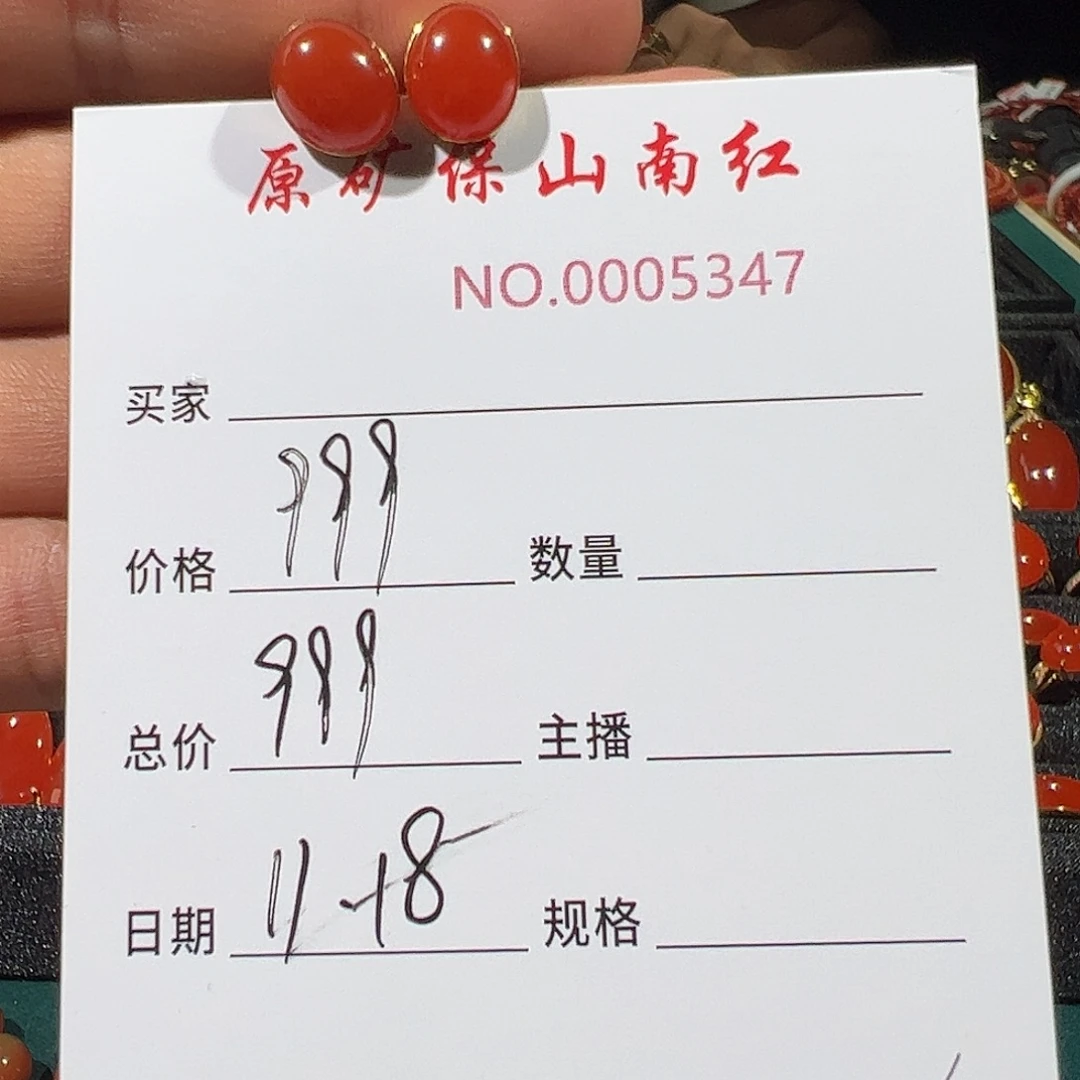 原矿保山南红
NO.0005347
买家
价格 999 数量
总价 999 主播
日期 11-18 规格